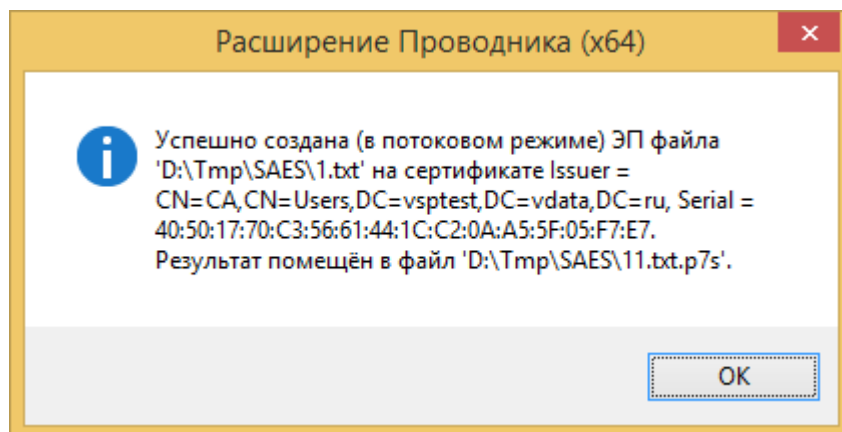 Расширение Проводника (x64)
Успешно создана (в потоковом режиме) ЭП файла
'D:\Tmp\SAES\1.txt' на сертификате Issuer =
CN=CA,CN=Users,DC=vsptest,DC=vdata,DC=ru, Serial =
40:50:17:70:C3:56:61:44:1C:C2:0A:A5:5F:05:F7:E7.
Результат помещён в файл 'D:\Tmp\SAES\11.txt.p7s'.
OK